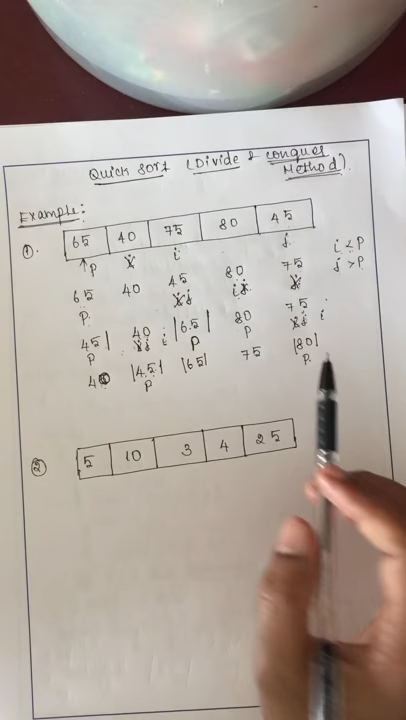 Quick sort (Divide & conquer
Method).
Example:
①. 65 40 75 80 45
↑P i i j i < P
65 40 45 80 75 j > P
P.
45| 40 |65| 80 75
P P P
40 |45| |65| 75 |80|
P P.
② 5 10 3 4 25